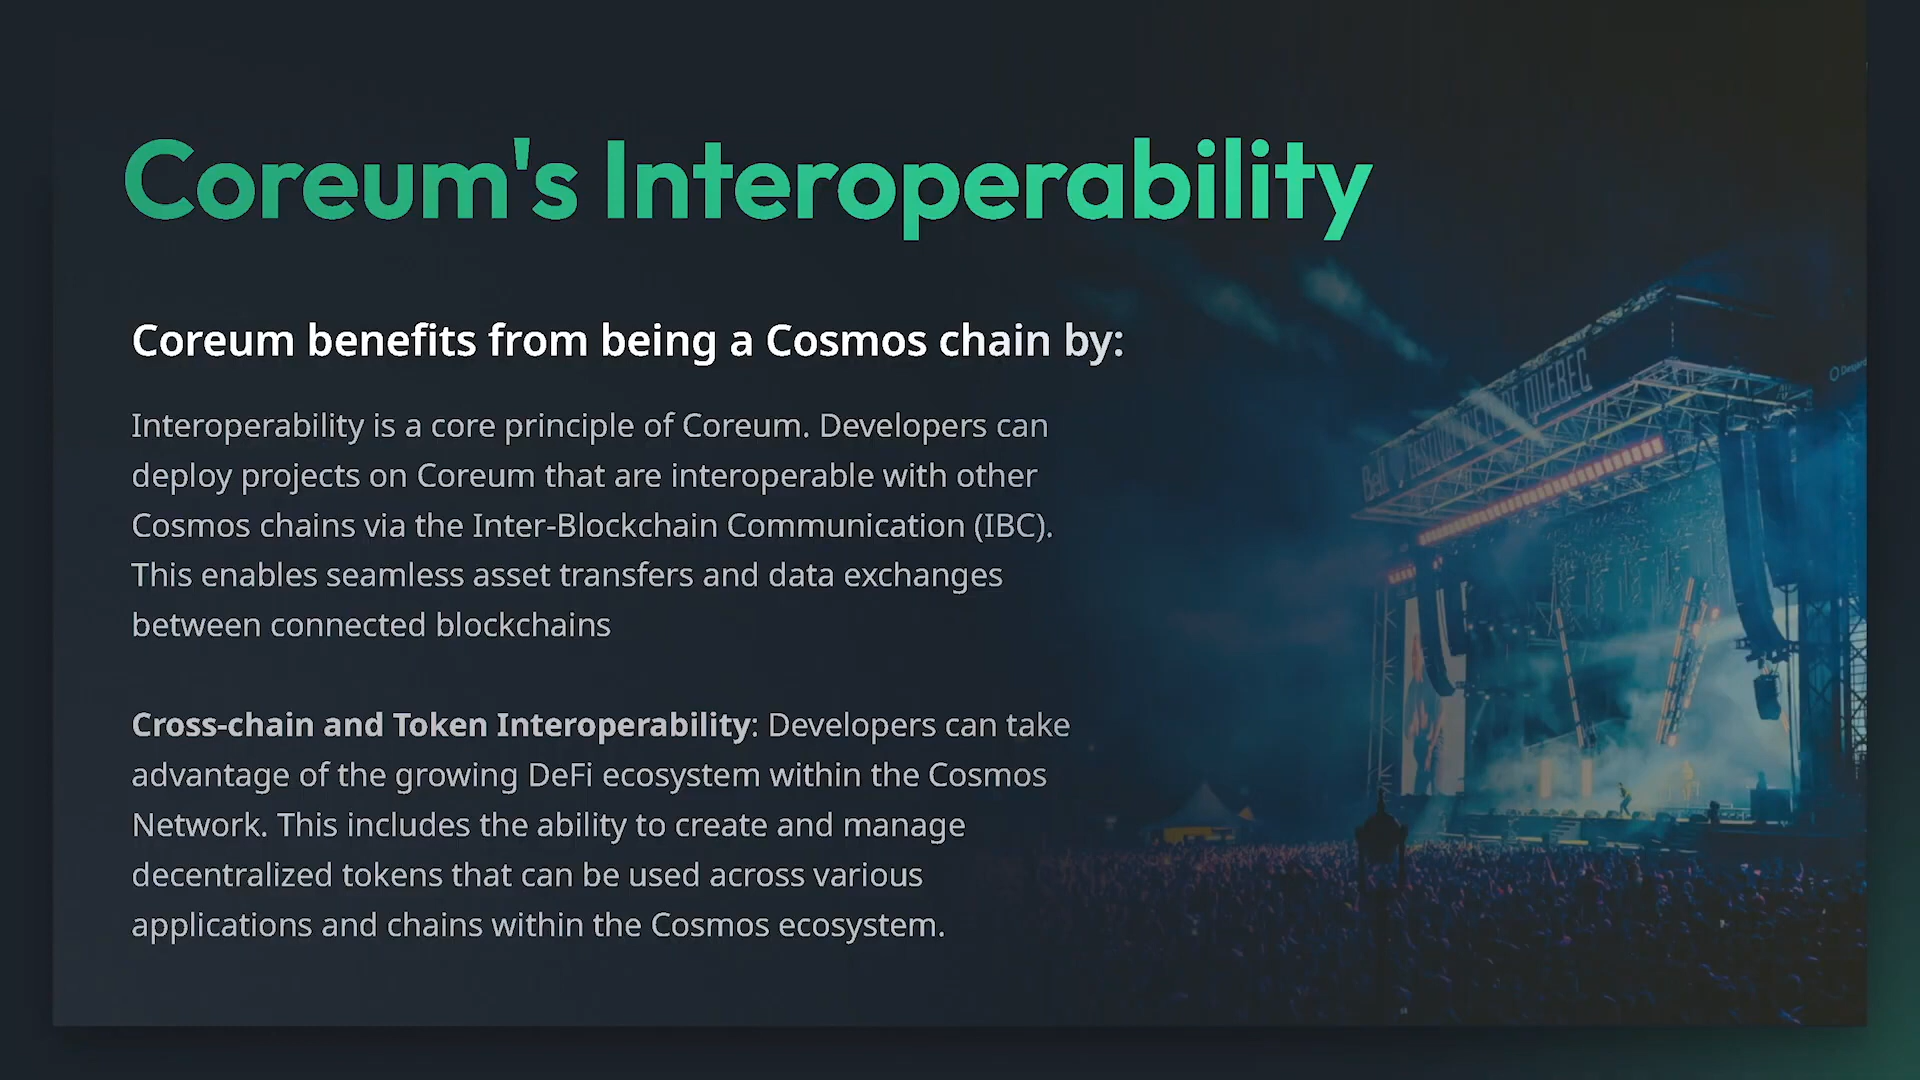 Coreum's Interoperability
Coreum benefits from being a Cosmos chain by:
Interoperability is a core principle of Coreum. Developers can
deploy projects on Coreum that are interoperable with other
Cosmos chains via the Inter-Blockchain Communication (IBC).
This enables seamless asset transfers and data exchanges
between connected blockchains
Cross-chain and Token Interoperability: Developers can take
advantage of the growing DeFi ecosystem within the Cosmos
Network. This includes the ability to create and manage
decentralized tokens that can be used across various
applications and chains within the Cosmos ecosystem.
Bell FESTIVAL QUEBEC